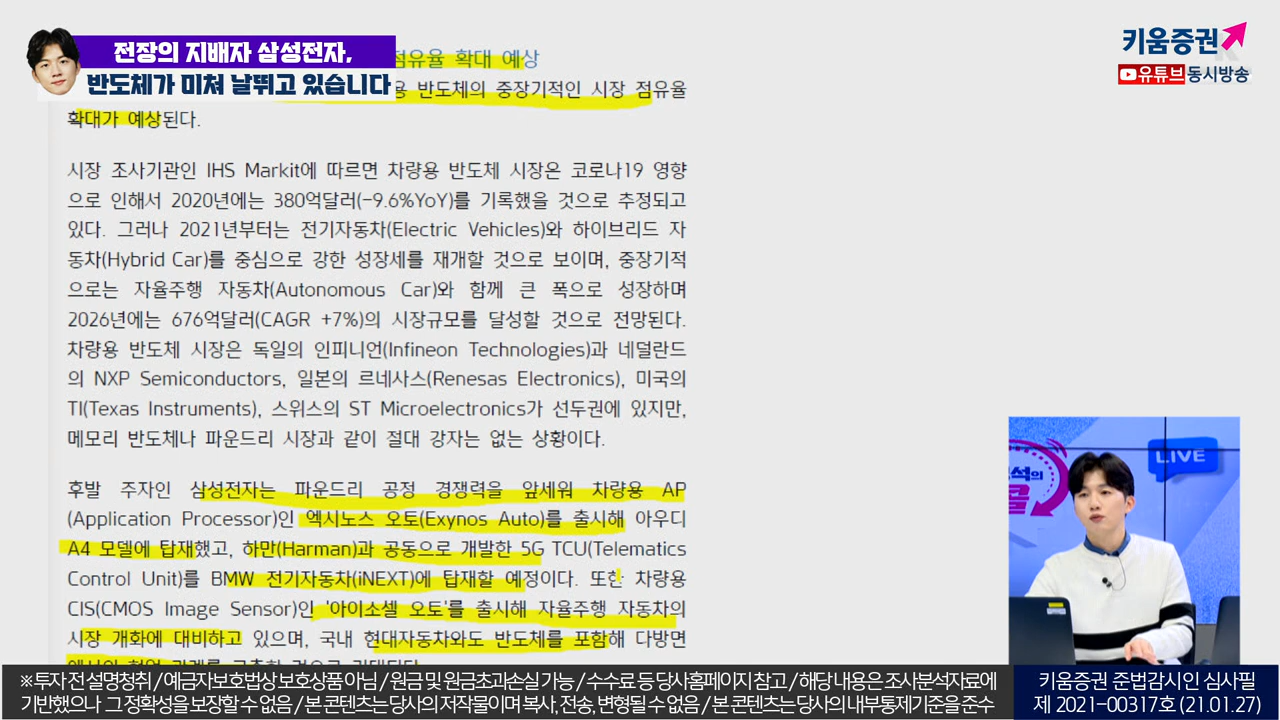 전장의 지배자 삼성전자,
반도체가 미쳐 날뛰고 있습니다
점유율 확대 예상
용 반도체의 중장기적인 시장 점유율
확대가 예상된다.
시장 조사기관인 IHS Markit에 따르면 차량용 반도체 시장은 코로나19 영향
으로 인해서 2020년에는 380억달러(-9.6%YoY)를 기록했을 것으로 추정되고
있다. 그러나 2021년부터는 전기자동차(Electric Vehicles)와 하이브리드 자
동차(Hybrid Car)를 중심으로 강한 성장세를 재개할 것으로 보이며, 중장기적
으로는 자율주행 자동차(Autonomous Car)와 함께 큰 폭으로 성장하며
2026년에는 676억달러(CAGR +7%)의 시장규모를 달성할 것으로 전망된다.
차량용 반도체 시장은 독일의 인피니언(Infineon Technologies)과 네덜란드
의 NXP Semiconductors, 일본의 르네사스(Renesas Electronics), 미국의
TI(Texas Instruments), 스위스의 ST Microelectronics가 선두권에 있지만,
메모리 반도체나 파운드리 시장과 같이 절대 강자는 없는 상황이다.
후발 주자인 삼성전자는 파운드리 공정 경쟁력을 앞세워 차량용 AP
(Application Processor)인 엑시노스 오토(Exynos Auto)를 출시해 아우디
A4 모델에 탑재했고, 하만(Harman)과 공동으로 개발한 5G TCU(Telematics
Control Unit)를 BMW 전기자동차(iNEXT)에 탑재할 예정이다. 또한 차량용
CIS(CMOS Image Sensor)인 '아이소셀 오토'를 출시해 자율주행 자동차의
시장 개화에 대비하고 있으며, 국내 현대자동차와도 반도체를 포함해 다방면
키움증권
유튜브동시방송
석의
콜
LIVE
※ 투자 전 설명청취 / 예금자보호법상 보호상품 아님 / 원금 및 원금초과손실 가능 / 수수료 등 당사홈페이지 참고 / 해당 내용은 조사분석자료에
기반했으나 그 정확성을 보장할 수 없음 / 본 콘텐츠는 당사의 저작물이며 복사, 전송, 변형될 수 없음 / 본 콘텐츠는 당사의 내부통제기준을 준수
키움증권 준법감시인 심사필
제 2021-00317호 (21.01.27)